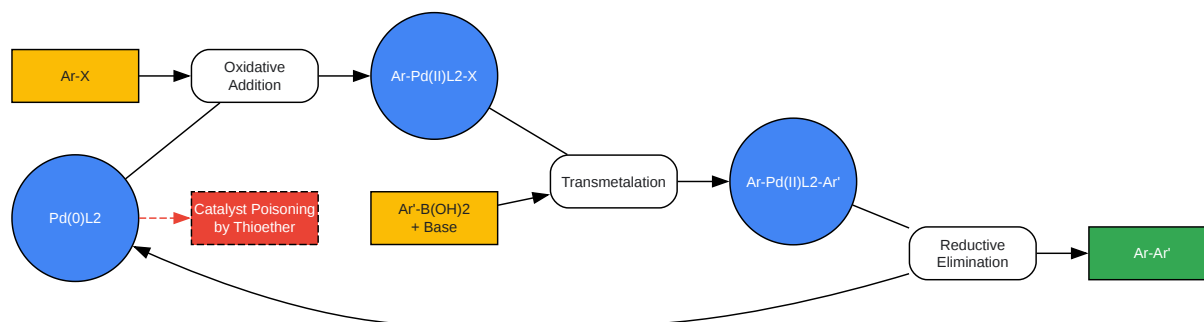 Ar-X
Oxidative
Addition
Ar-Pd(II)L2-X
Pd(0)L2
Catalyst Poisoning
by Thioether
Ar'-B(OH)2
+ Base
Transmetalation
Ar-Pd(II)L2-Ar'
Reductive
Elimination
Ar-Ar'